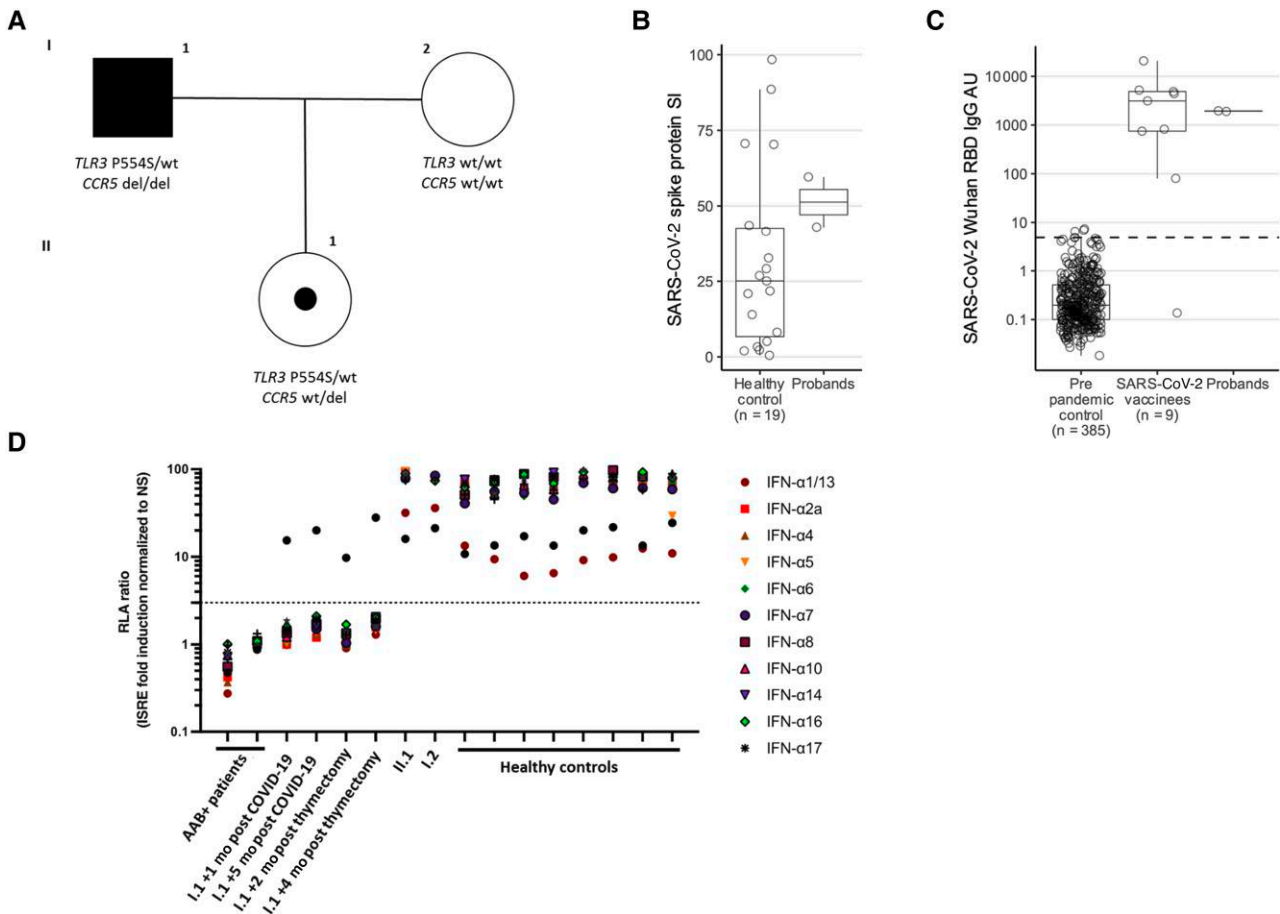 A
I
1
2
TLR3 P554S/wt
CCR5 del/del
TLR3 wt/wt
CCR5 wt/wt
II
1
TLR3 P554S/wt
CCR5 wt/del
B
SARS-CoV-2 spike protein SI
100
75
50
25
0
Healthy
control
(n = 19)
Probands
C
SARS-CoV-2 Wuhan RBD IgG AU
10000
1000
100
10
1
0.1
Pre
pandemic
control
(n = 385)
SARS-CoV-2
vaccinees
(n = 9)
Probands
D
RLA ratio
(ISRE fold induction normalized to NS)
100
10
1
0.1
AAB+ patients
I.1 +1 mo post COVID-19
I.1 +5 mo post COVID-19
I.1 +2 mo post thymectomy
I.1 +4 mo post thymectomy
II.1
I.2
Healthy controls
IFN-α1/13
IFN-α2a
IFN-α4
IFN-α5
IFN-α6
IFN-α7
IFN-α8
IFN-α10
IFN-α14
IFN-α16
IFN-α17